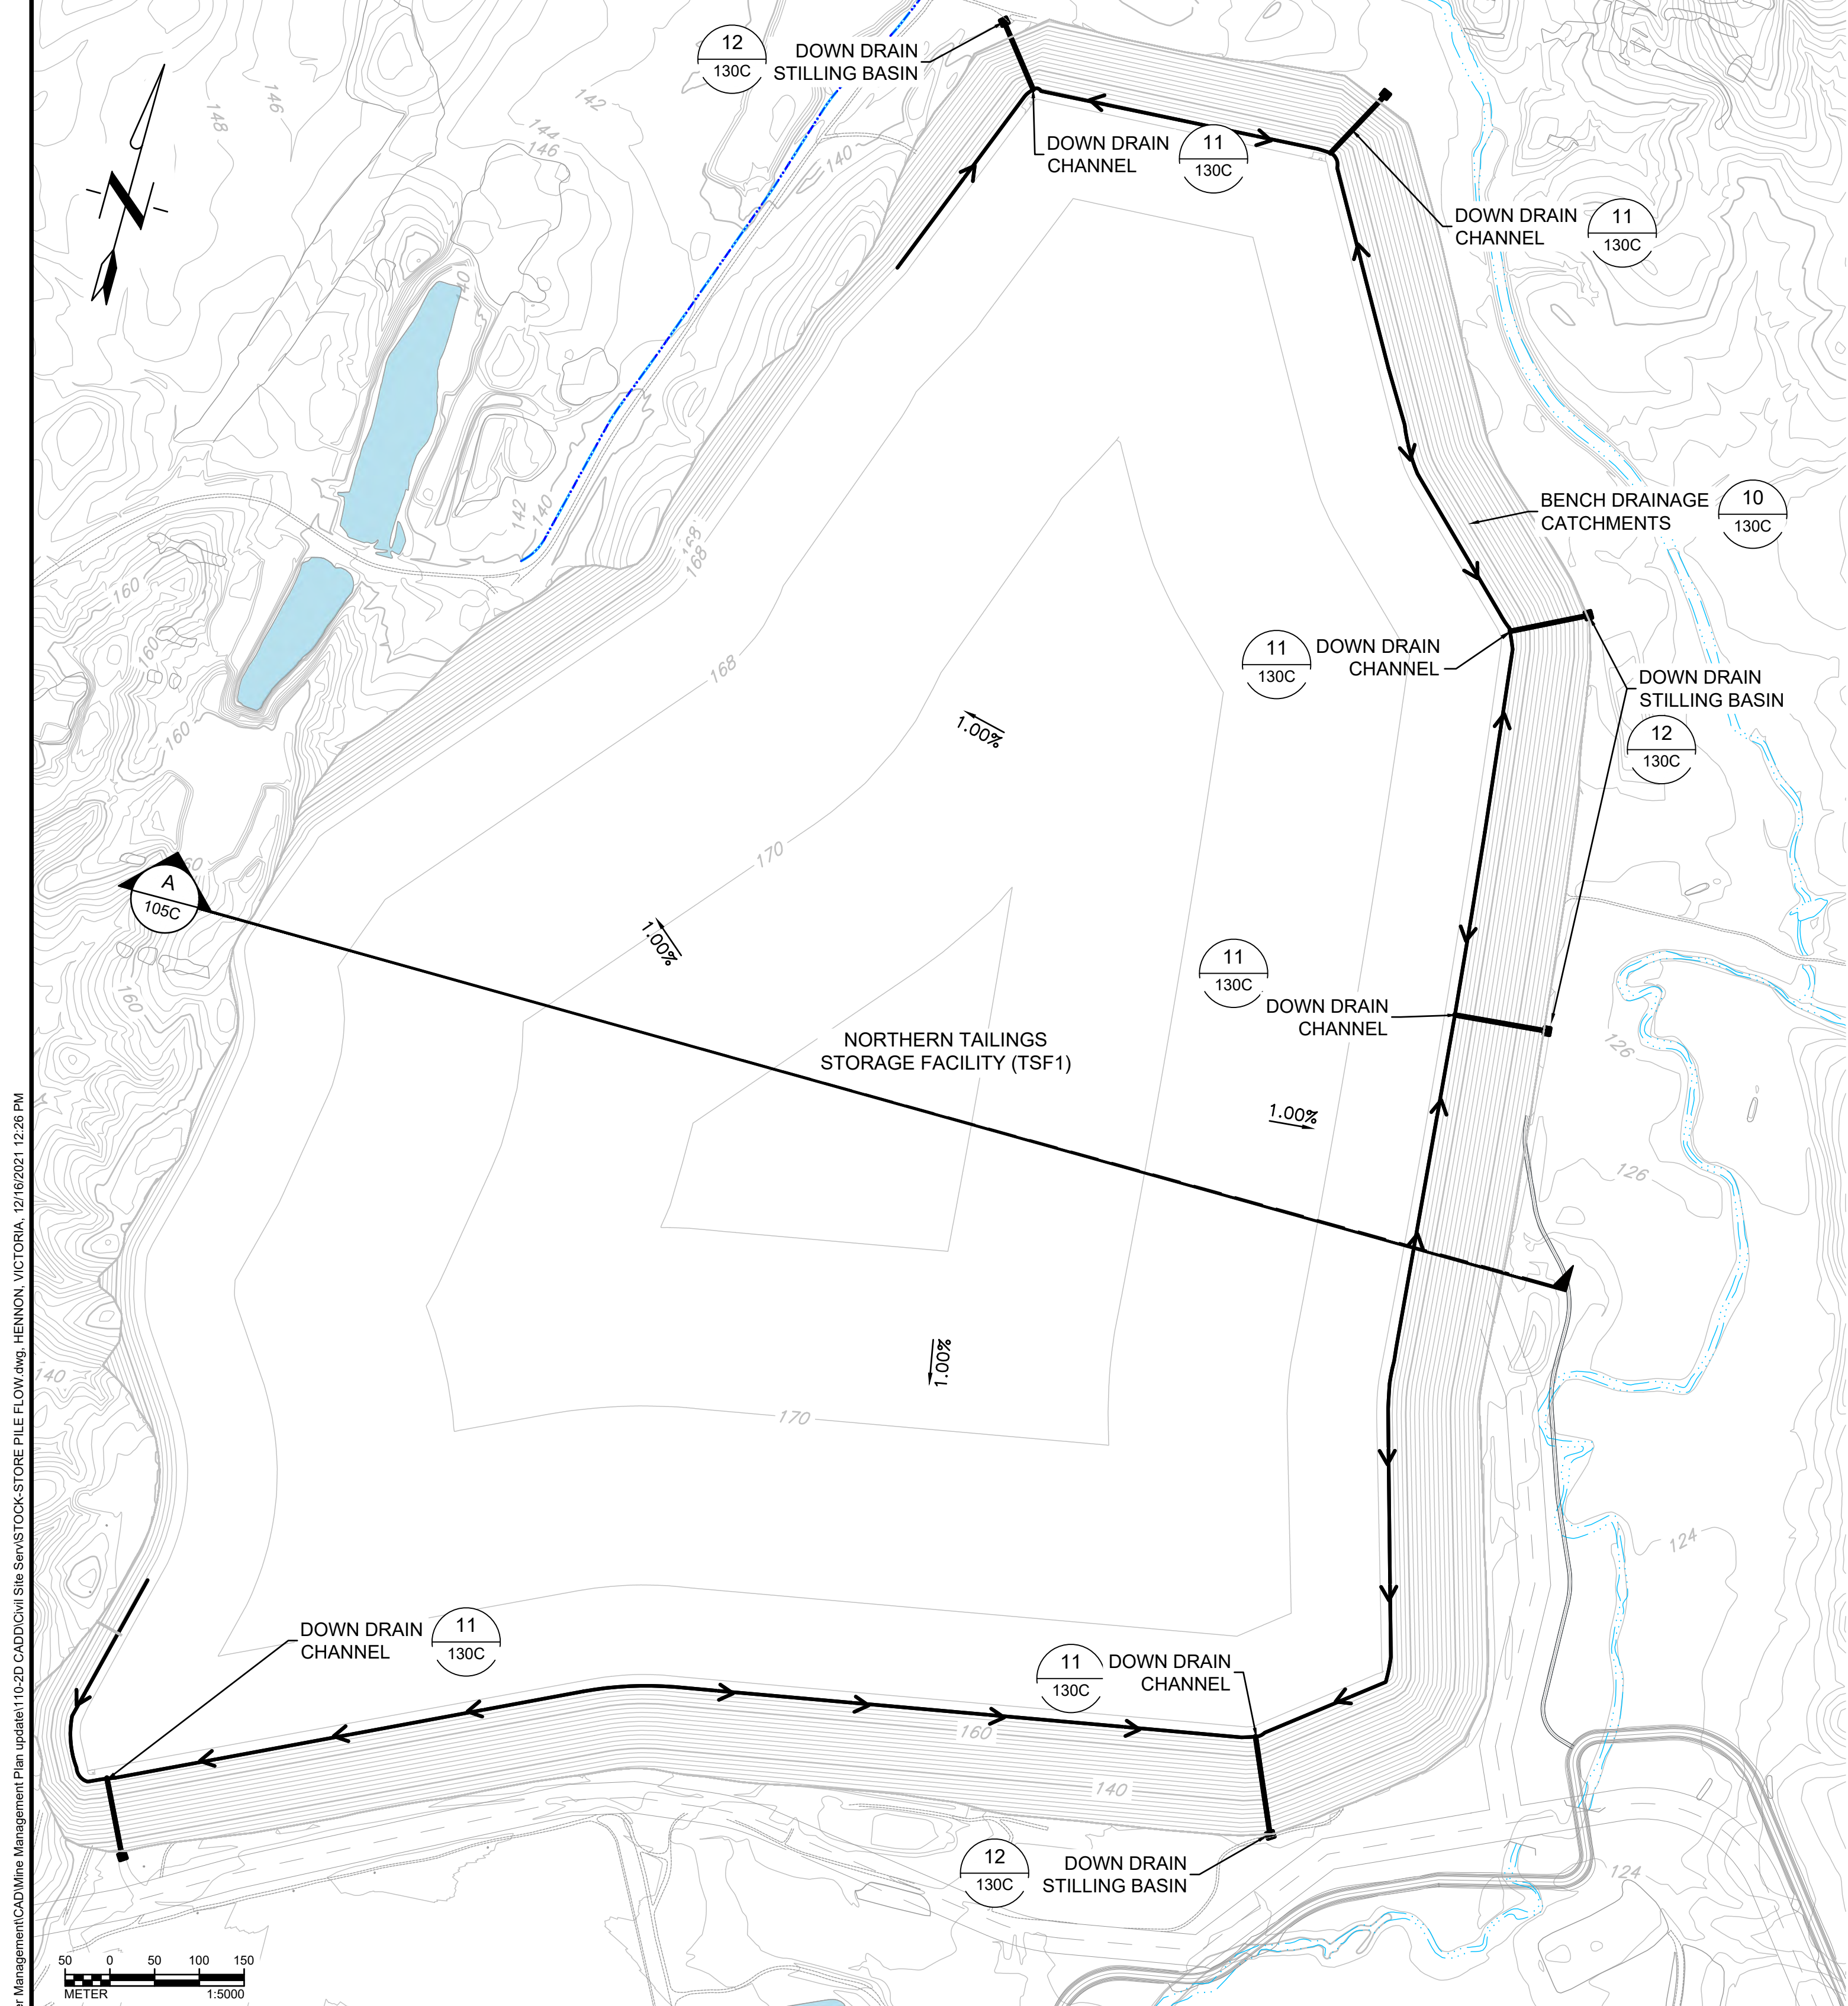 12
130C
DOWN DRAIN
STILLING BASIN
146
148
142
144
146
140
DOWN DRAIN
CHANNEL
11
130C
DOWN DRAIN
CHANNEL
11
130C
N
140
142
140
168
168
BENCH DRAINAGE
CATCHMENTS
10
130C
160
160
160
168
11
130C
DOWN DRAIN
CHANNEL
DOWN DRAIN
STILLING BASIN
12
130C
1.00%
170
A
105C
60
160
1.00%
11
130C
DOWN DRAIN
CHANNEL
NORTHERN TAILINGS
STORAGE FACILITY (TSF1)
126
1.00%
126
140
1.00%
170
124
DOWN DRAIN
CHANNEL
11
130C
11
130C
DOWN DRAIN
CHANNEL
160
140
12
130C
DOWN DRAIN
STILLING BASIN
124
50 0 50 100 150
METER 1:5000
er Management\CAD\Mine Management Plan update\110-2D CADD\Civil Site Serv\STOCK-STORE PILE FLOW.dwg, HENNON, VICTORIA, 12/16/2021 12:26 PM